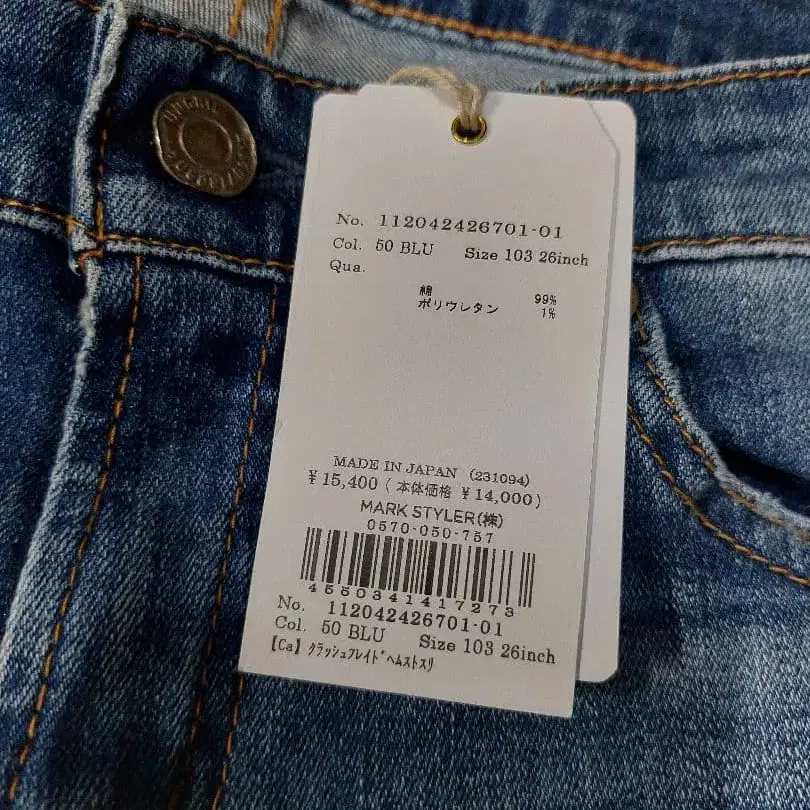 No. 112042426701-01
Col. 50 BLU Size 103 26inch
Qua.
綿 99%
ポリウレタン 1%
MADE IN JAPAN (231094)
¥15,400 (本体価格 ¥14,000)
MARK STYLER(株)
0570-050-757
4550341417273
No. 112042426701-01
Col. 50 BLU Size 103 26inch
【Ca】クラッシュフレイドヘムストスリ